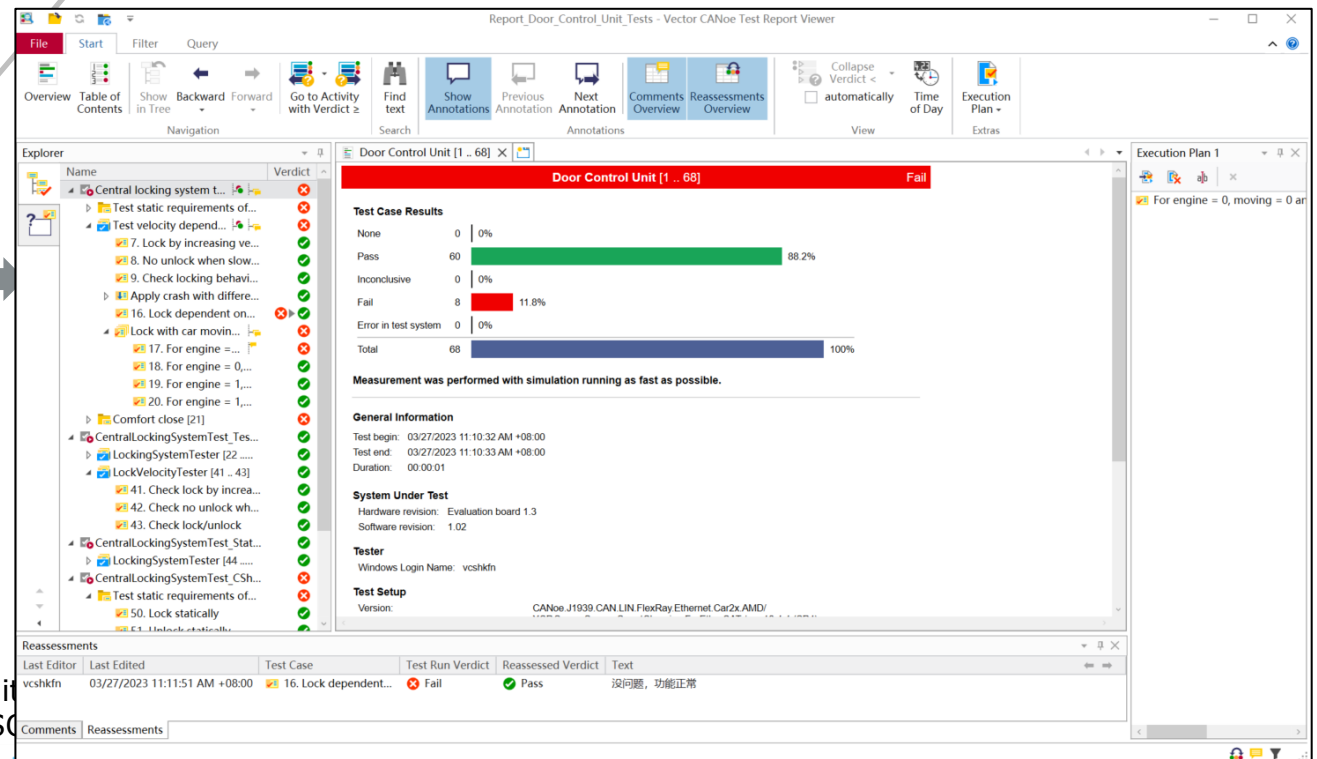 Report_Door_Control_Unit_Tests - Vector CANoe Test Report Viewer
File Start Filter Query
Overview Table of Contents Show in Tree Backward Forward Go to Activity with Verdict ≥ Find text Show Annotations Previous Annotation Next Annotation Comments Overview Reassessments Overview Collapse Verdict < automatically Time of Day Execution Plan
Navigation Search Annotations View Extras
Explorer
Name Verdict
Central locking system t...
Test static requirements of...
Test velocity depend...
7. Lock by increasing ve...
8. No unlock when slow...
9. Check locking behavi...
Apply crash with differe...
16. Lock dependent on...
Lock with car movin...
17. For engine =...
18. For engine = 0,...
19. For engine = 1,...
20. For engine = 1,...
Comfort close [21]
CentralLockingSystemTest_Tes...
LockingSystemTester [22 .....
LockVelocityTester [41 .. 43]
41. Check lock by increa...
42. Check no unlock wh...
43. Check lock/unlock
CentralLockingSystemTest_Stat...
LockingSystemTester [44 .....
CentralLockingSystemTest_CSh...
Test static requirements of...
50. Lock statically
51. Unlock statically
Door Control Unit [1 .. 68]
Door Control Unit [1 .. 68] Fail
Test Case Results
None 0 0%
Pass 60 88.2%
Inconclusive 0 0%
Fail 8 11.8%
Error in test system 0 0%
Total 68 100%
Measurement was performed with simulation running as fast as possible.
General Information
Test begin: 03/27/2023 11:10:32 AM +08:00
Test end: 03/27/2023 11:10:33 AM +08:00
Duration: 00:00:01
System Under Test
Hardware revision: Evaluation board 1.3
Software revision: 1.02
Tester
Windows Login Name: vcshkfn
Test Setup
Version: CANoe.J1939.CAN.LIN.FlexRay.Ethernet.Car2x.AMD/
Execution Plan 1
For engine = 0, moving = 0 ar
Reassessments
Last Editor Last Edited Test Case Test Run Verdict Reassessed Verdict Text
vcshkfn 03/27/2023 11:11:51 AM +08:00 16. Lock dependent... Fail Pass 没问题，功能正常
Comments Reassessments